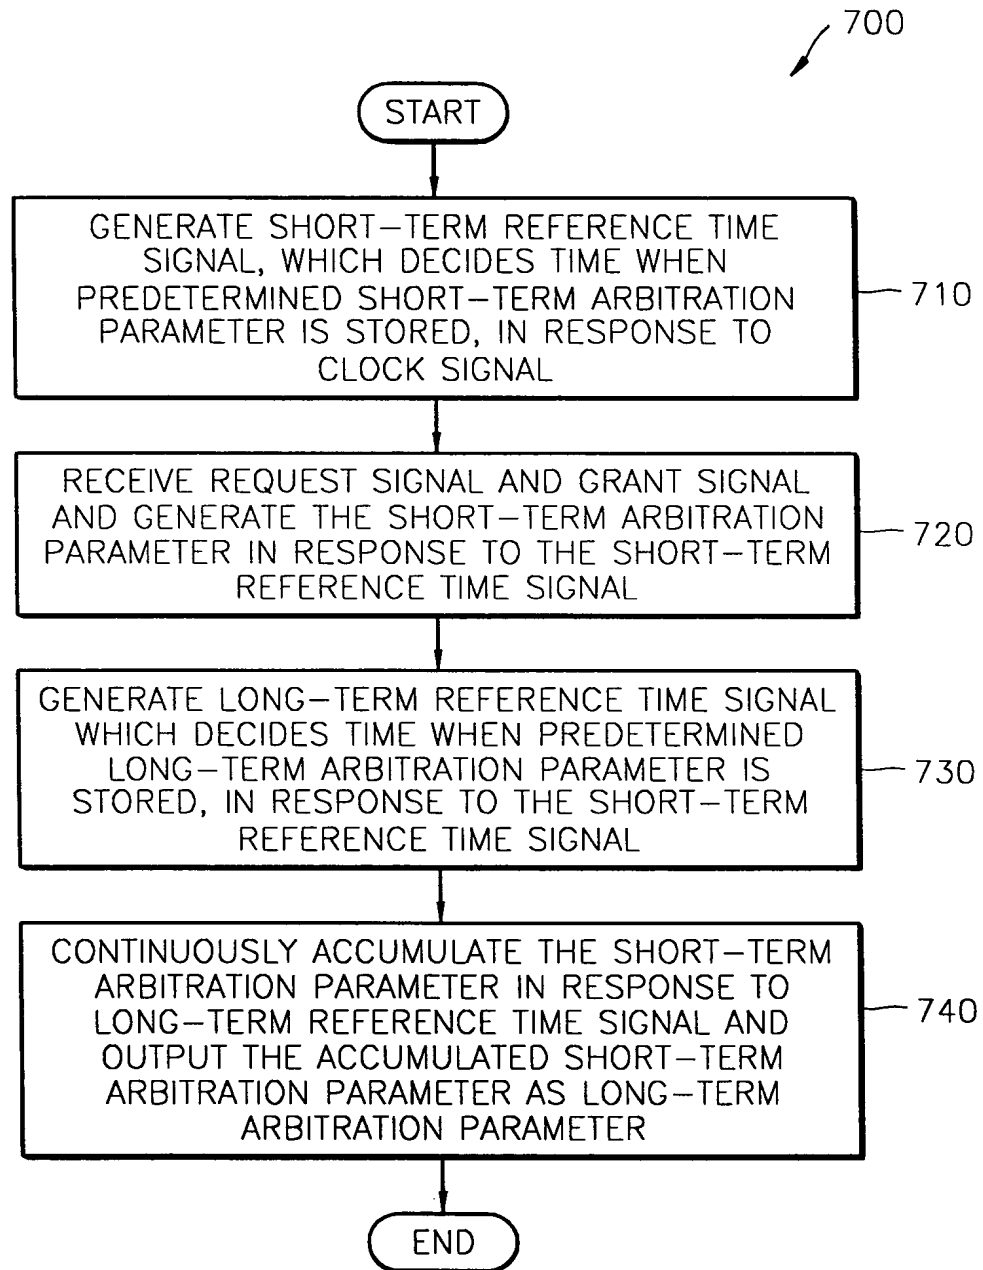 700
START
GENERATE SHORT-TERM REFERENCE TIME
SIGNAL, WHICH DECIDES TIME WHEN
PREDETERMINED SHORT-TERM ARBITRATION
PARAMETER IS STORED, IN RESPONSE TO
CLOCK SIGNAL
710
RECEIVE REQUEST SIGNAL AND GRANT SIGNAL
AND GENERATE THE SHORT-TERM ARBITRATION
PARAMETER IN RESPONSE TO THE SHORT-TERM
REFERENCE TIME SIGNAL
720
GENERATE LONG-TERM REFERENCE TIME SIGNAL
WHICH DECIDES TIME WHEN PREDETERMINED
LONG-TERM ARBITRATION PARAMETER IS
STORED, IN RESPONSE TO THE SHORT-TERM
REFERENCE TIME SIGNAL
730
CONTINUOUSLY ACCUMULATE THE SHORT-TERM
ARBITRATION PARAMETER IN RESPONSE TO
LONG-TERM REFERENCE TIME SIGNAL AND
OUTPUT THE ACCUMULATED SHORT-TERM
ARBITRATION PARAMETER AS LONG-TERM
ARBITRATION PARAMETER
740
END